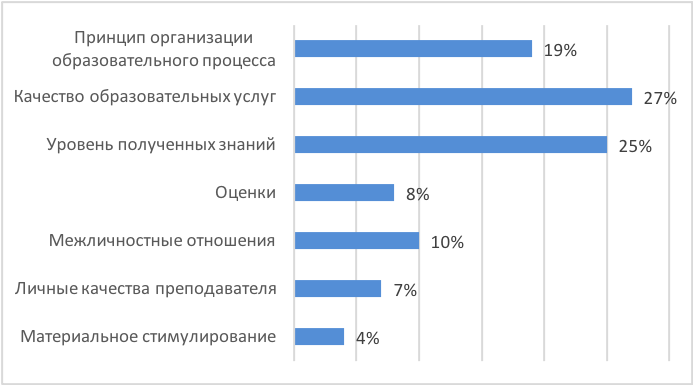 Принцип организации
образовательного процесса
19%
Качество образовательных услуг
27%
Уровень полученных знаний
25%
Оценки
8%
Межличностные отношения
10%
Личные качества преподавателя
7%
Материальное стимулирование
4%